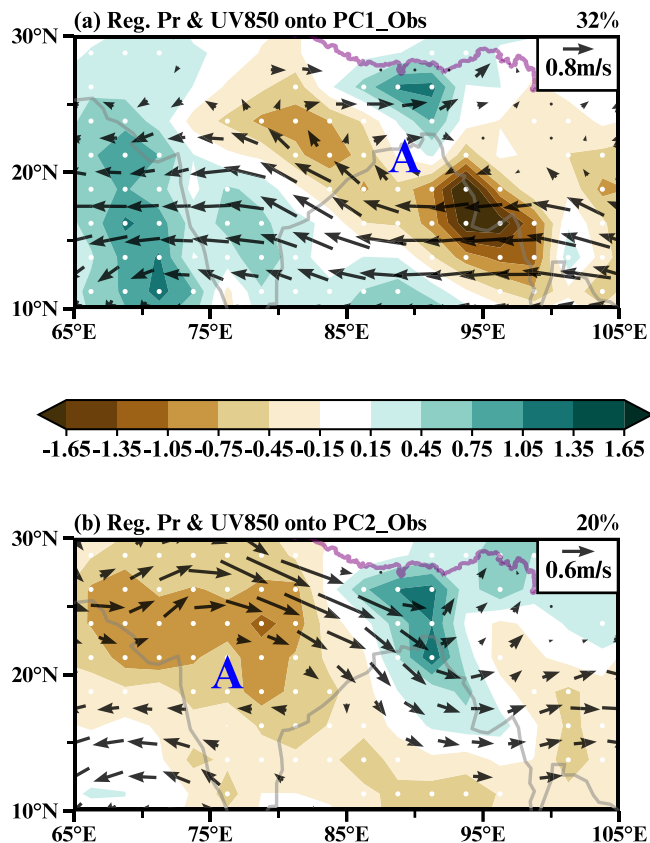 (a) Reg. Pr & UV850 onto PC1_Obs 32%
30°N
0.8m/s
A
20°N
10°N
65°E 75°E 85°E 95°E 105°E
-1.65 -1.35 -1.05 -0.75 -0.45 -0.15 0.15 0.45 0.75 1.05 1.35 1.65
(b) Reg. Pr & UV850 onto PC2_Obs 20%
30°N
0.6m/s
A
20°N
10°N
65°E 75°E 85°E 95°E 105°E